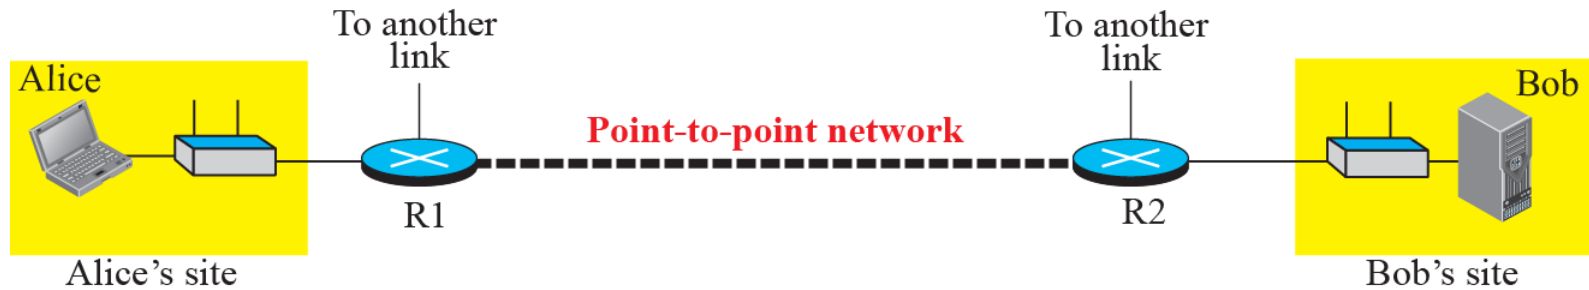 To another
link
To another
link
Alice
Bob
Point-to-point network
R1
R2
Alice’s site
Bob’s site